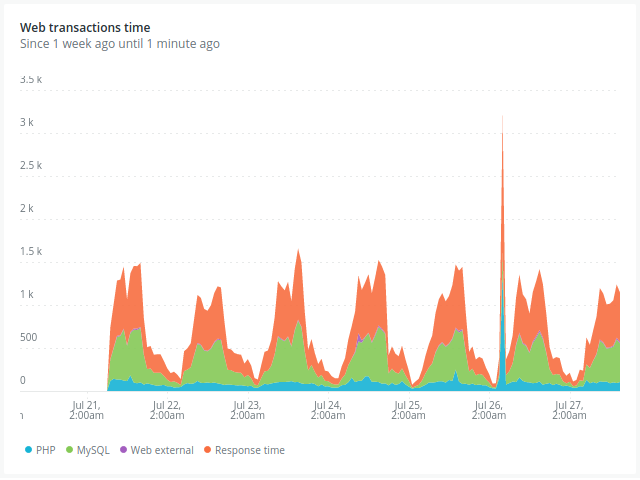 Web transactions time
Since 1 week ago until 1 minute ago
3.5 k
3 k
2.5 k
2 k
1.5 k
1 k
500
0
Jul 21, Jul 22, Jul 23, Jul 24, Jul 25, Jul 26, Jul 27,
2:00am 2:00am 2:00am 2:00am 2:00am 2:00am 2:00am
PHP MySQL Web external Response time